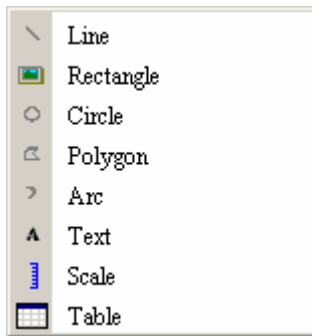 Line
Rectangle
Circle
Polygon
Arc
Text
Scale
Table